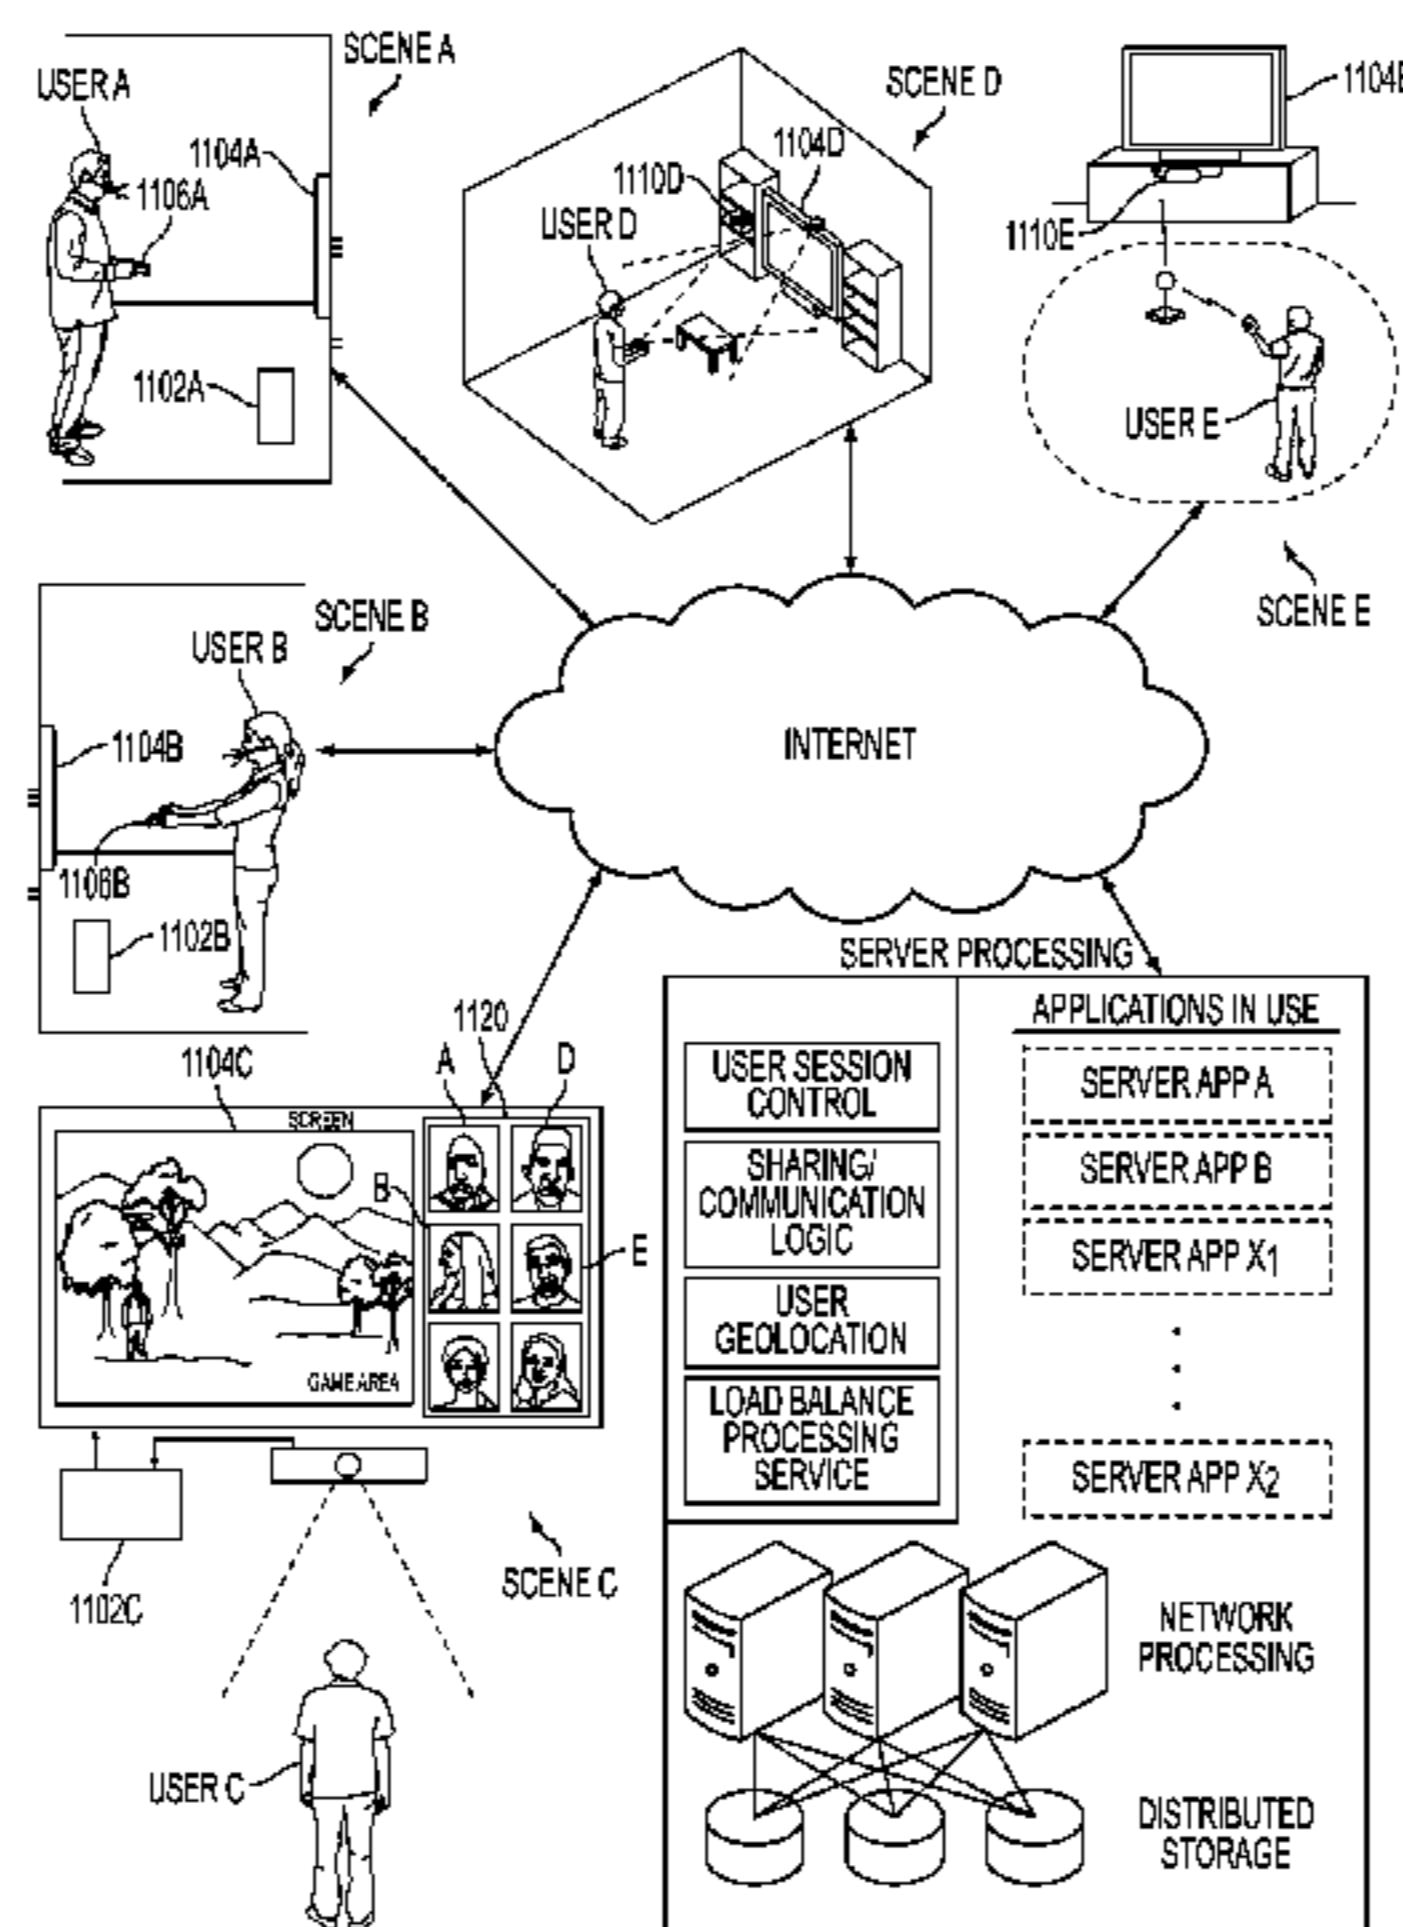 SCENE A
USER A
1104A
1106A
1102A
SCENE D
1104D
1110D
USER D
1104E
1110E
USER E
SCENE E
SCENE B
USER B
1104B
1106B
1102B
INTERNET
1120
1104C
A
D
SCREEN
B
E
GAME AREA
1102C
SCENE C
USER C
SERVER PROCESSING
USER SESSION
CONTROL
SHARING/
COMMUNICATION
LOGIC
USER
GEOLOCATION
LOAD BALANCE
PROCESSING
SERVICE
APPLICATIONS IN USE
SERVER APP A
SERVER APP B
SERVER APP X1
SERVER APP X2
NETWORK
PROCESSING
DISTRIBUTED
STORAGE